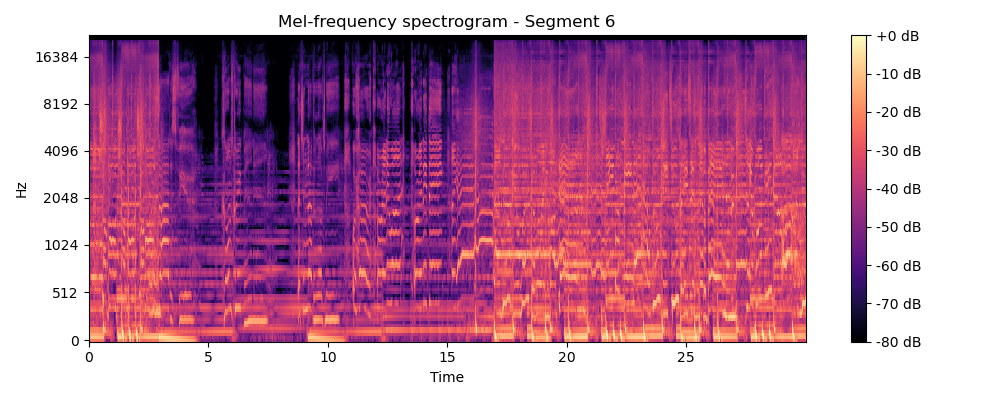 Mel-frequency spectrogram - Segment 6
Hz
16384
8192
4096
2048
1024
512
0
0 5 10 15 20 25
Time
+0 dB
-10 dB
-20 dB
-30 dB
-40 dB
-50 dB
-60 dB
-70 dB
-80 dB